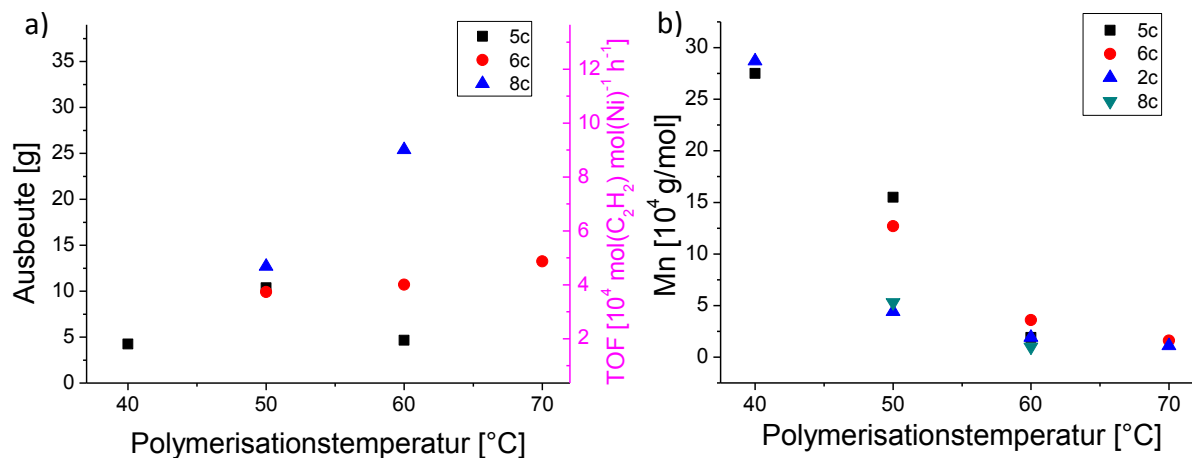 a)
5c
6c
8c
35
30
25
20
15
10
5
0
40
50
60
70
12
10
8
6
4
2
Ausbeute [g]
TOF [10⁴ mol(C₂H₂) mol(Ni)⁻¹ h⁻¹]
Polymerisationstemperatur [°C]
b)
5c
6c
2c
8c
30
25
20
15
10
5
0
40
50
60
70
Mn [10⁴ g/mol]
Polymerisationstemperatur [°C]